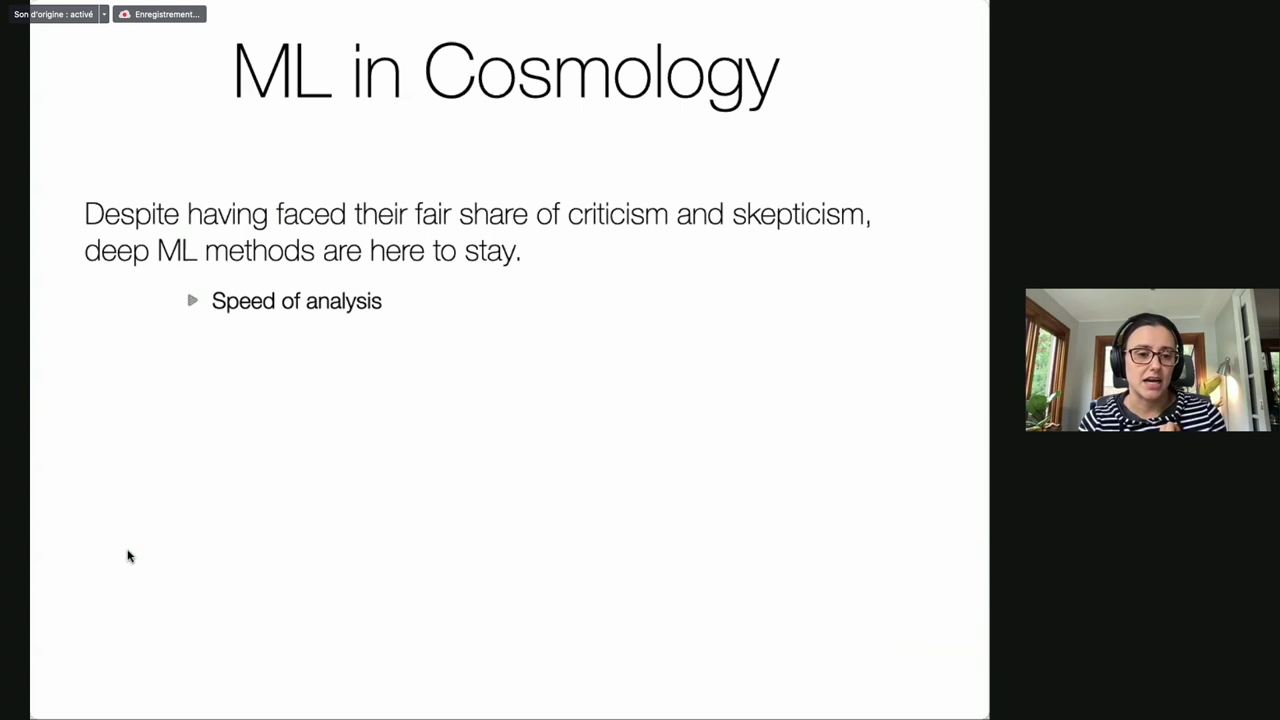 Son d'origine : activé
Enregistrement...
ML in Cosmology
Despite having faced their fair share of criticism and skepticism,
deep ML methods are here to stay.
Speed of analysis